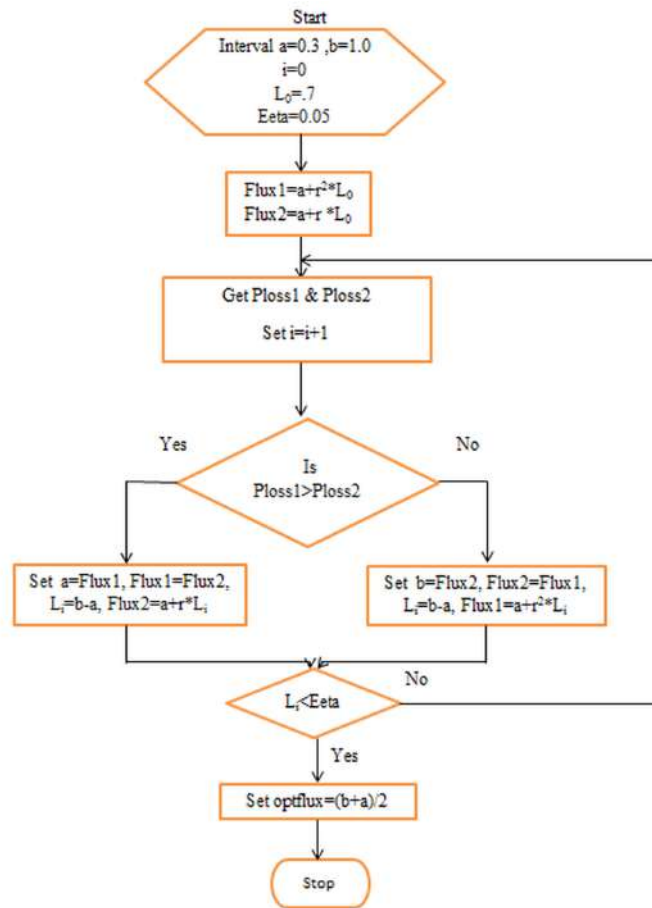 Start
Interval a=0.3 ,b=1.0
i=0
L₀=.7
Eeta=0.05
Flux1=a+r²*L₀
Flux2=a+r *L₀
Get Ploss1 & Ploss2
Set i=i+1
Yes
No
Is
Ploss1>Ploss2
Set a=Flux1, Flux1=Flux2,
Lᵢ=b-a, Flux2=a+r*Lᵢ
Set b=Flux2, Flux2=Flux1,
Lᵢ=b-a, Flux1=a+r²*Lᵢ
No
Lᵢ<Eeta
Yes
Set optflux=(b+a)/2
Stop